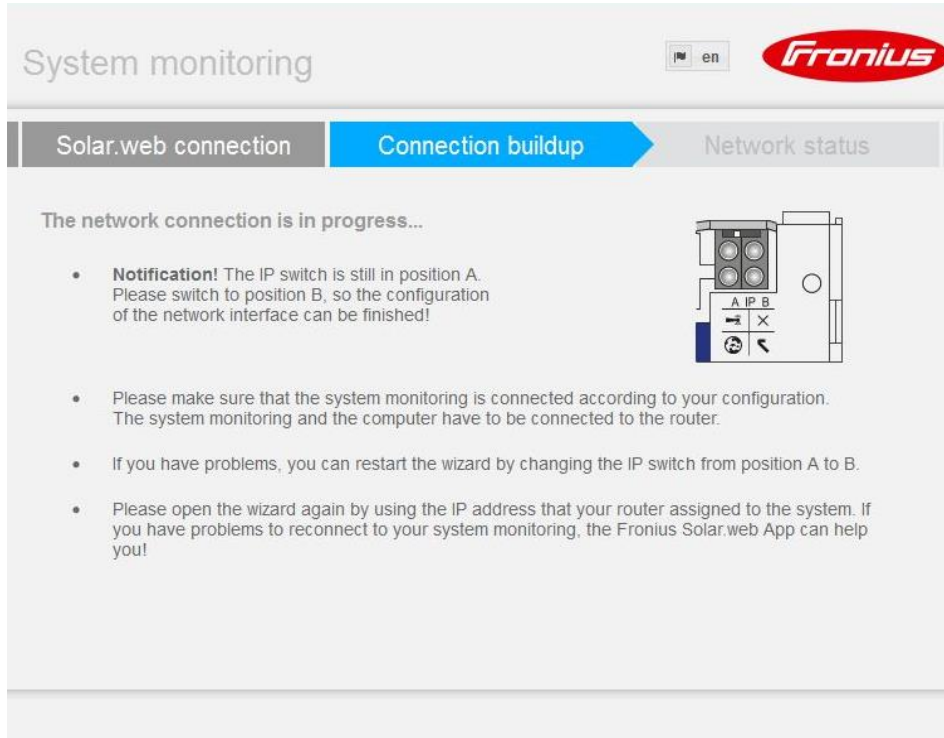 System monitoring
en
Fronius
Solar.web connection
Connection buildup
Network status
The network connection is in progress...
• Notification! The IP switch is still in position A.
Please switch to position B, so the configuration
of the network interface can be finished!
A IP B
• Please make sure that the system monitoring is connected according to your configuration.
The system monitoring and the computer have to be connected to the router.
• If you have problems, you can restart the wizard by changing the IP switch from position A to B.
• Please open the wizard again by using the IP address that your router assigned to the system. If
you have problems to reconnect to your system monitoring, the Fronius Solar.web App can help
you!